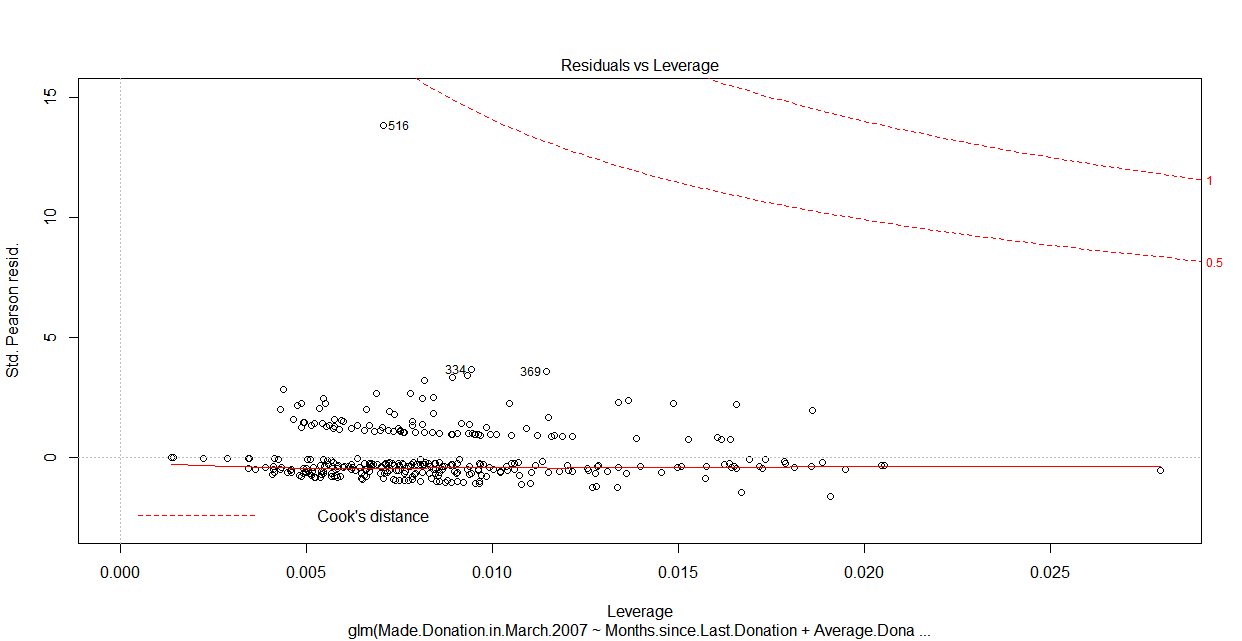 Residuals vs Leverage
15
516
10
1
0.5
5
334
369
0
Cook's distance
Std. Pearson resid.
0.000 0.005 0.010 0.015 0.020 0.025
Leverage
glm(Made.Donation.in.March.2007 ~ Months.since.Last.Donation + Average.Dona ...